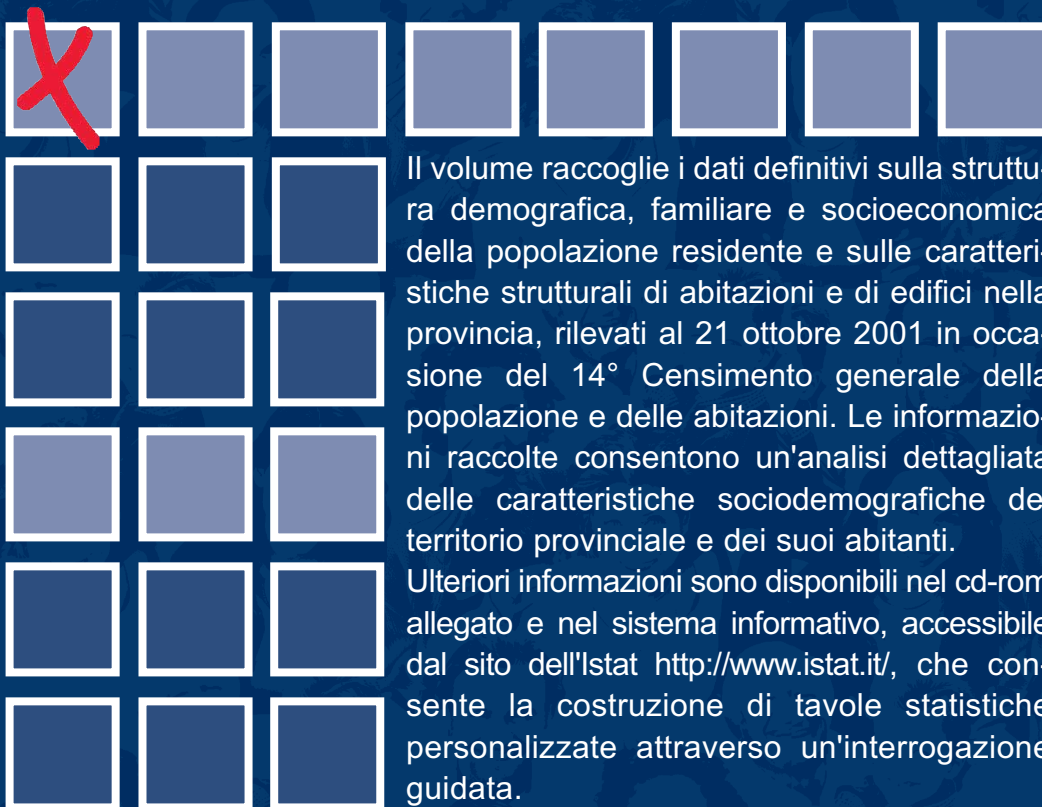 Il volume raccoglie i dati definitivi sulla struttu-
ra demografica, familiare e socioeconomica
della popolazione residente e sulle caratteri-
stiche strutturali di abitazioni e di edifici nella
provincia, rilevati al 21 ottobre 2001 in occa-
sione del 14° Censimento generale della
popolazione e delle abitazioni. Le informazio-
ni raccolte consentono un'analisi dettagliata
delle caratteristiche sociodemografiche del
territorio provinciale e dei suoi abitanti.
Ulteriori informazioni sono disponibili nel cd-rom
allegato e nel sistema informativo, accessibile
dal sito dell'Istat http://www.istat.it/, che con-
sente la costruzione di tavole statistiche
personalizzate attraverso un'interrogazione
guidata.